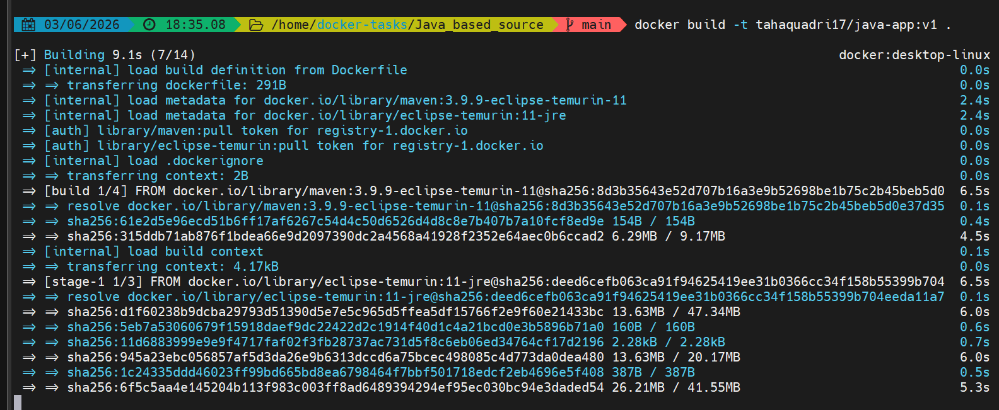 03/06/2026 18:35.08 /home/docker-tasks/Java_based_source main docker build -t tahaquadri17/java-app:v1 .
[+] Building 9.1s (7/14) docker:desktop-linux
=> [internal] load build definition from Dockerfile 0.0s
=> => transferring dockerfile: 291B 0.0s
=> [internal] load metadata for docker.io/library/maven:3.9.9-eclipse-temurin-11 2.4s
=> [internal] load metadata for docker.io/library/eclipse-temurin:11-jre 2.4s
=> [auth] library/maven:pull token for registry-1.docker.io 0.0s
=> [auth] library/eclipse-temurin:pull token for registry-1.docker.io 0.0s
=> [internal] load .dockerignore 0.0s
=> => transferring context: 2B 0.0s
=> [build 1/4] FROM docker.io/library/maven:3.9.9-eclipse-temurin-11@sha256:8d3b35643e52d707b16a3e9b52698be1b75c2b45beb5d0 6.5s
=> => resolve docker.io/library/maven:3.9.9-eclipse-temurin-11@sha256:8d3b35643e52d707b16a3e9b52698be1b75c2b45beb5d0e37d35 0.1s
=> => sha256:61e2d5e96ecd51b6ff17af6267c54d4c50d6526d4d8c8e7b407b7a10fcf8ed9e 154B / 154B 0.4s
=> => sha256:315ddb71ab876f1bdea66e9d2097390dc2a4568a41928f2352e64aec0b6ccad2 6.29MB / 9.17MB 4.5s
=> [internal] load build context 0.1s
=> => transferring context: 4.17kB 0.0s
=> [stage-1 1/3] FROM docker.io/library/eclipse-temurin:11-jre@sha256:deed6cefb063ca91f94625419ee31b0366cc34f158b55399b704 6.5s
=> => resolve docker.io/library/eclipse-temurin:11-jre@sha256:deed6cefb063ca91f94625419ee31b0366cc34f158b55399b704eeda11a7 0.1s
=> => sha256:d1f60238b9dcba29793d51390d5e7e5c965d5ffea5df15766f2e9f60e21433bc 13.63MB / 47.34MB 6.0s
=> => sha256:5eb7a53060679f15918daef9dc22422d2c1914f40d1c4a21bcd0e3b5896b71a0 160B / 160B 0.6s
=> => sha256:11d6883999e9e9f4717faf02f3fb28737ac731d5f8c6eb06ed34764cf17d2196 2.28kB / 2.28kB 0.7s
=> => sha256:945a23ebc056857af5d3da26e9b6313dccd6a75bcec498085c4d773da0dea480 13.63MB / 20.17MB 6.0s
=> => sha256:1c24335ddd46023ff99bd665bd8ea6798464f7bbf501718edcf2eb4696e5f408 387B / 387B 0.5s
=> => sha256:6f5c5aa4e145204b113f983c003ff8ad6489394294ef95ec030bc94e3daded54 26.21MB / 41.55MB 5.3s